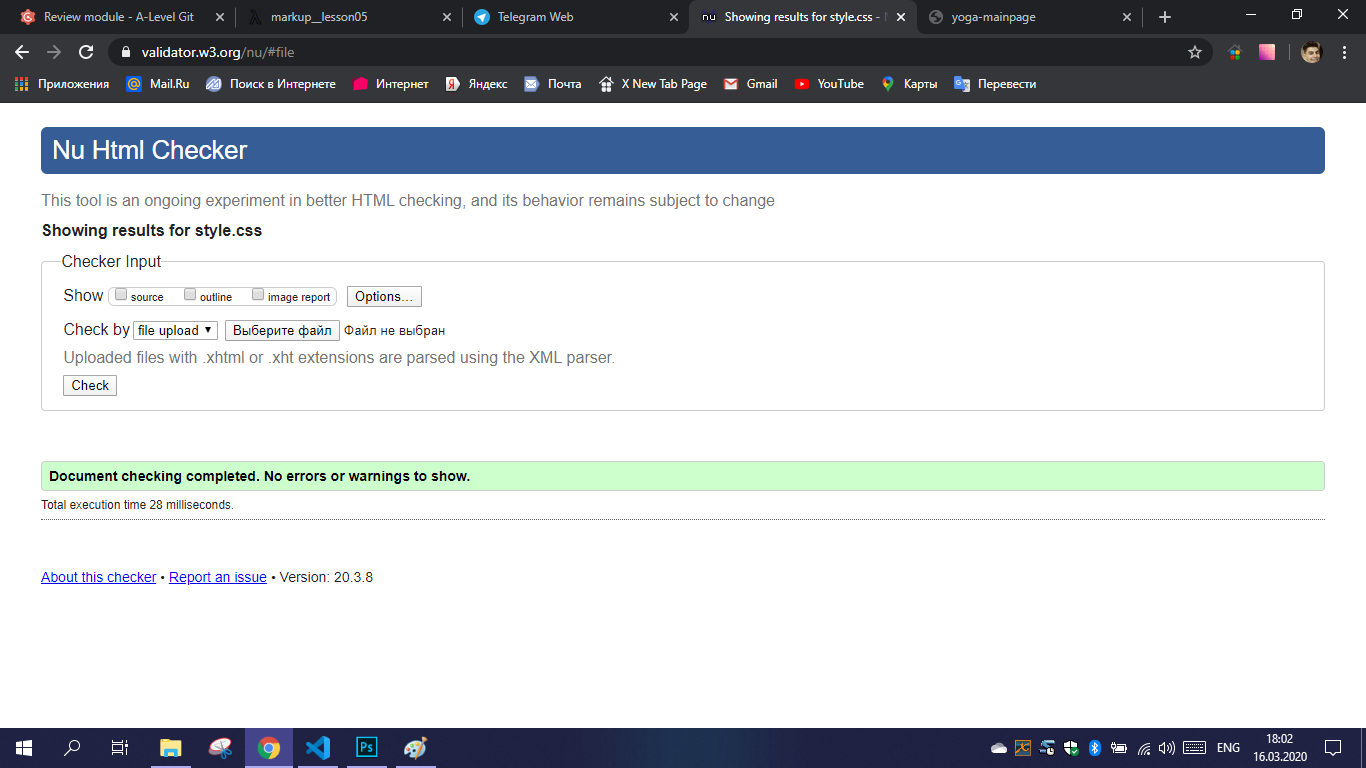 Review module - A-Level Git
markup__lesson05
Telegram Web
Showing results for style.css -
yoga-mainpage
validator.w3.org/nu/#file
Приложения
Mail.Ru
Поиск в Интернете
Интернет
Яндекс
Почта
X New Tab Page
Gmail
YouTube
Карты
Перевести
Nu Html Checker
This tool is an ongoing experiment in better HTML checking, and its behavior remains subject to change
Showing results for style.css
Checker Input
Show source outline image report Options...
Check by file upload Выберите файл Файл не выбран
Uploaded files with .xhtml or .xht extensions are parsed using the XML parser.
Check
Document checking completed. No errors or warnings to show.
Total execution time 28 milliseconds.
About this checker • Report an issue • Version: 20.3.8
Ps
ENG
18:02
16.03.2020